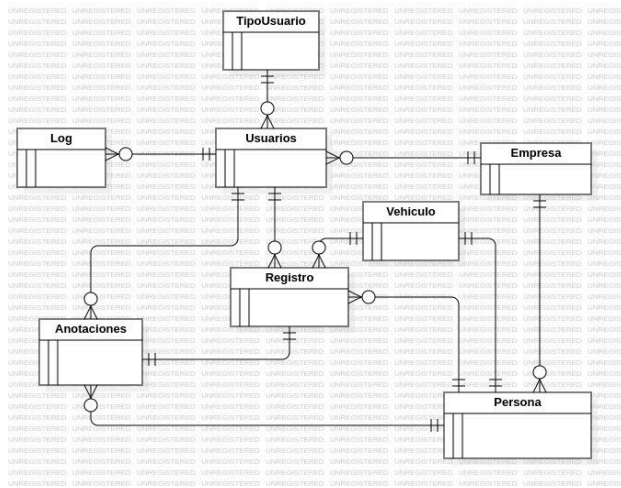 TipoUsuario
Log
Usuarios
Empresa
Vehiculo
Registro
Anotaciones
Persona
UNREGISTERED